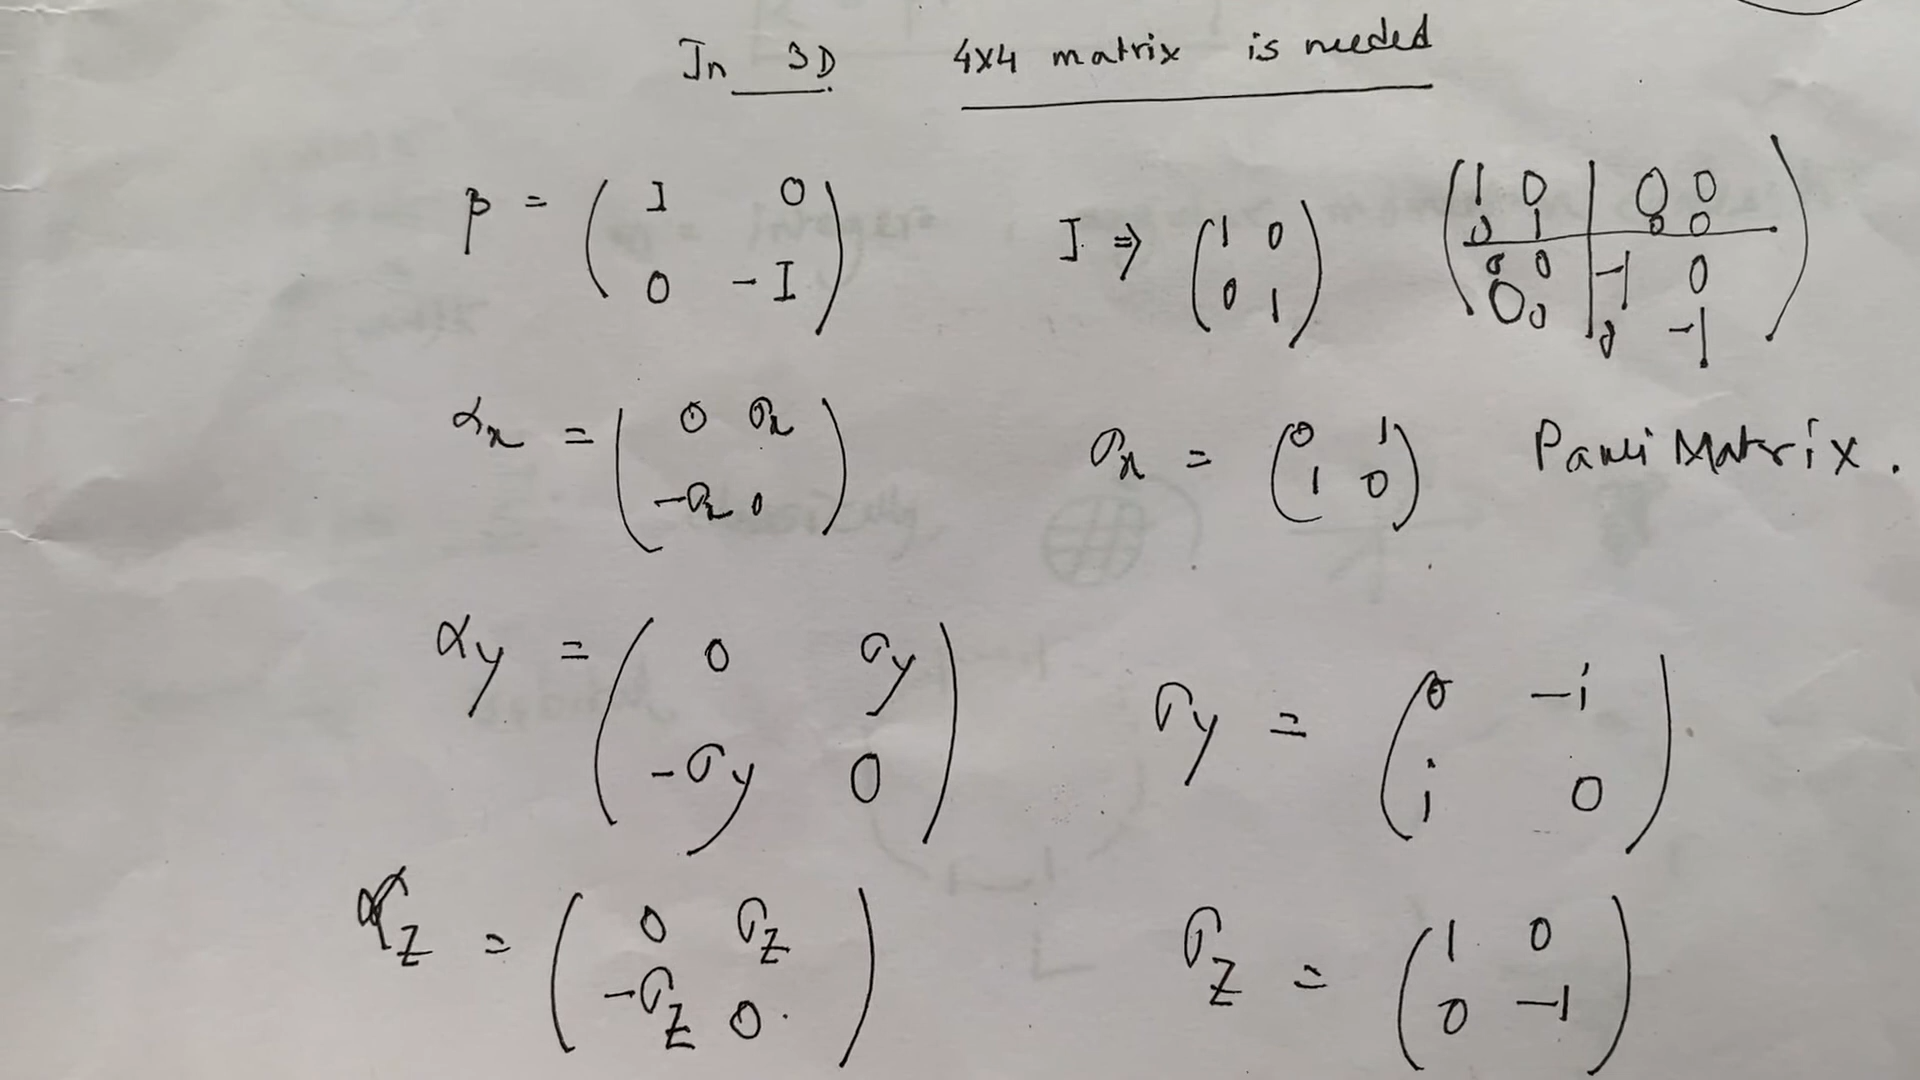 In 3D 4x4 matrix is needed
β = ( I 0 ; 0 -I ) I ⇒ ( 1 0 ; 0 1 ) ( 1 0 | 0 0 ; 0 1 | 0 0 ; 0 0 | -1 0 ; 0 0 | 0 -1 )
αx = ( 0 σx ; -σx 0 ) σx = ( 0 1 ; 1 0 ) Pauli Matrix.
αy = ( 0 σy ; -σy 0 ) σy = ( 0 -i ; i 0 )
αz = ( 0 σz ; -σz 0 ) σz = ( 1 0 ; 0 -1 )